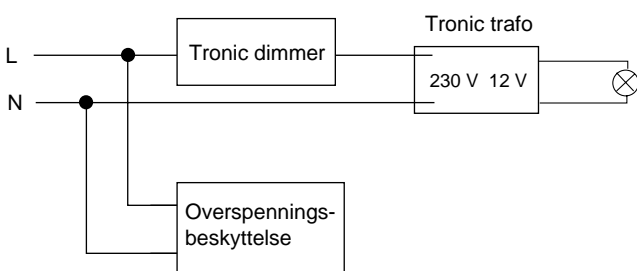 Tronic trafo
L
Tronic dimmer
230 V 12 V
N
Overspennings-
beskyttelse